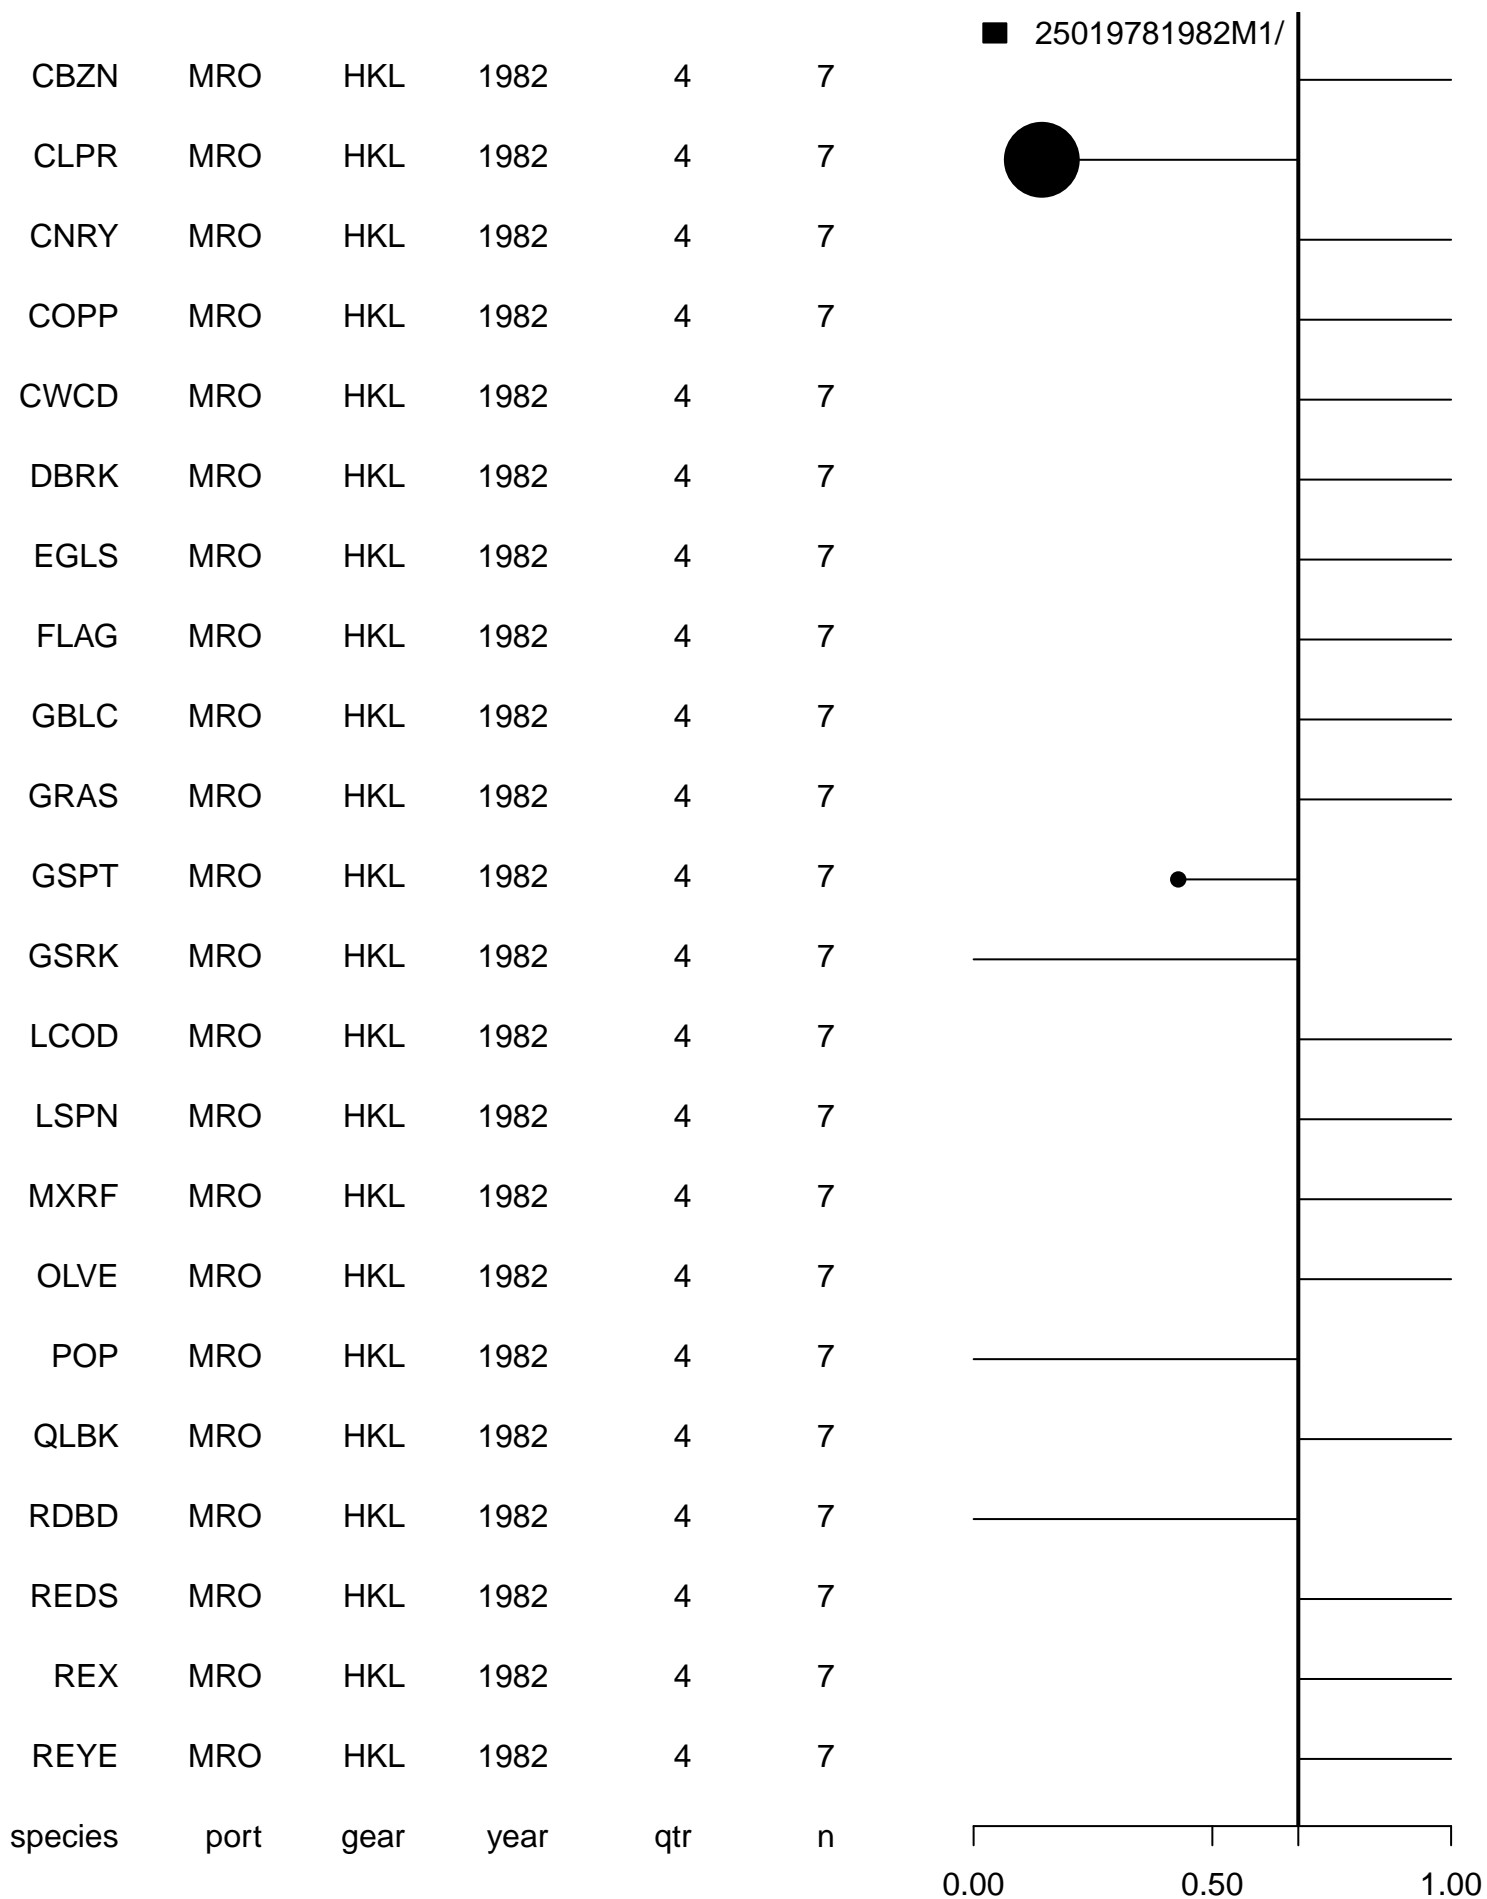 25019781982M1/
CBZN MRO HKL 1982 4 7
CLPR MRO HKL 1982 4 7
CNRY MRO HKL 1982 4 7
COPP MRO HKL 1982 4 7
CWCD MRO HKL 1982 4 7
DBRK MRO HKL 1982 4 7
EGLS MRO HKL 1982 4 7
FLAG MRO HKL 1982 4 7
GBLC MRO HKL 1982 4 7
GRAS MRO HKL 1982 4 7
GSPT MRO HKL 1982 4 7
GSRK MRO HKL 1982 4 7
LCOD MRO HKL 1982 4 7
LSPN MRO HKL 1982 4 7
MXRF MRO HKL 1982 4 7
OLVE MRO HKL 1982 4 7
POP MRO HKL 1982 4 7
QLBK MRO HKL 1982 4 7
RDBD MRO HKL 1982 4 7
REDS MRO HKL 1982 4 7
REX MRO HKL 1982 4 7
REYE MRO HKL 1982 4 7
species port gear year qtr n
0.00 0.50 1.00